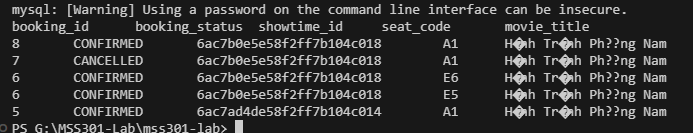 mysql: [Warning] Using a password on the command line interface can be insecure.
booking_id booking_status showtime_id seat_code movie_title
8 CONFIRMED 6ac7b0e5e58f2ff7b104c018 A1 H�nh Tr�nh Ph??ng Nam
7 CANCELLED 6ac7b0e5e58f2ff7b104c018 A1 H�nh Tr�nh Ph??ng Nam
6 CONFIRMED 6ac7b0e5e58f2ff7b104c018 E6 H�nh Tr�nh Ph??ng Nam
6 CONFIRMED 6ac7b0e5e58f2ff7b104c018 E5 H�nh Tr�nh Ph??ng Nam
5 CONFIRMED 6ac7ad4de58f2ff7b104c014 A1 H�nh Tr�nh Ph??ng Nam
PS G:\MSS301-Lab\mss301-lab>